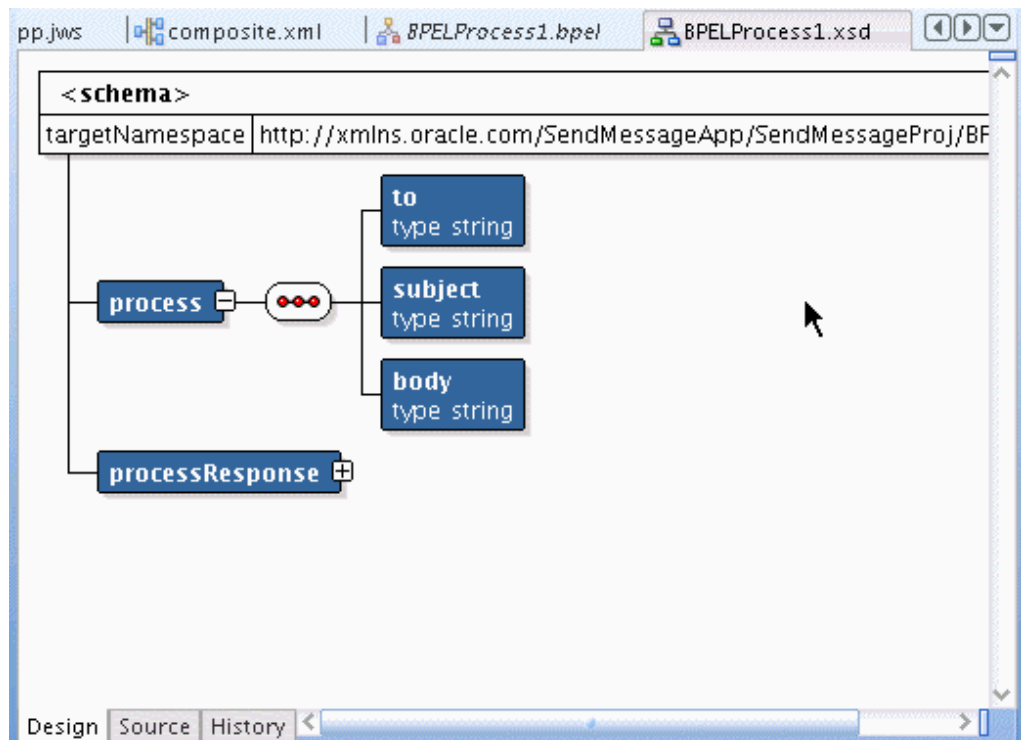 pp.jws composite.xml BPELProcess1.bpel BPELProcess1.xsd
<schema>
targetNamespace http://xmlns.oracle.com/SendMessageApp/SendMessageProj/BP
to
type string
process
subject
type string
body
type string
processResponse
Design Source History